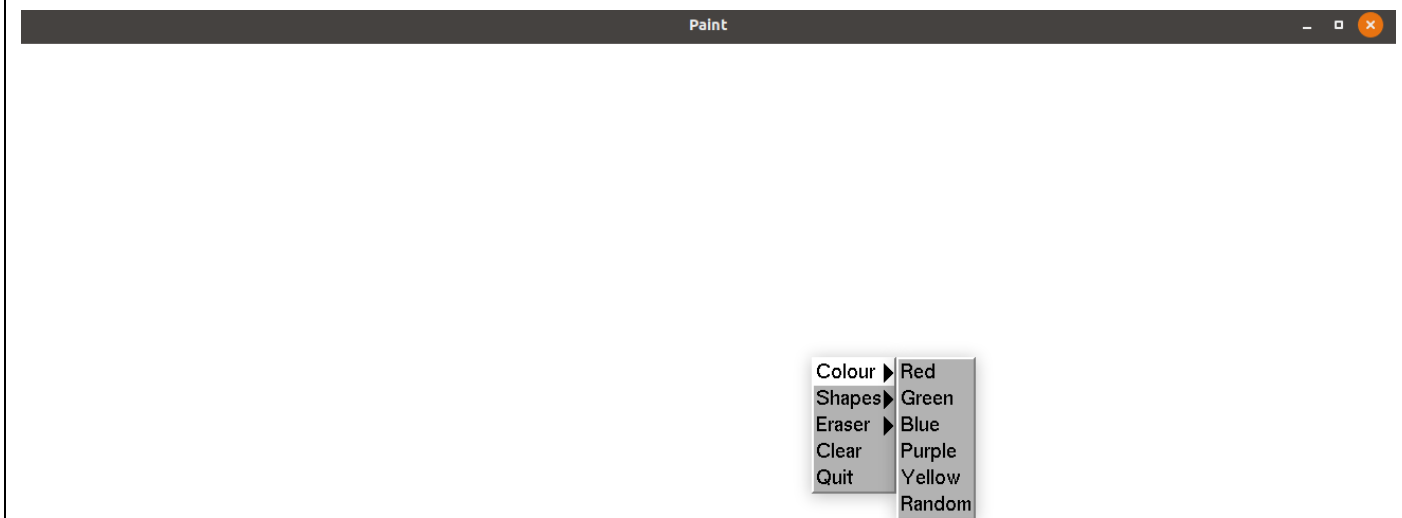 Paint
Colour
Shapes
Eraser
Clear
Quit
Red
Green
Blue
Purple
Yellow
Random